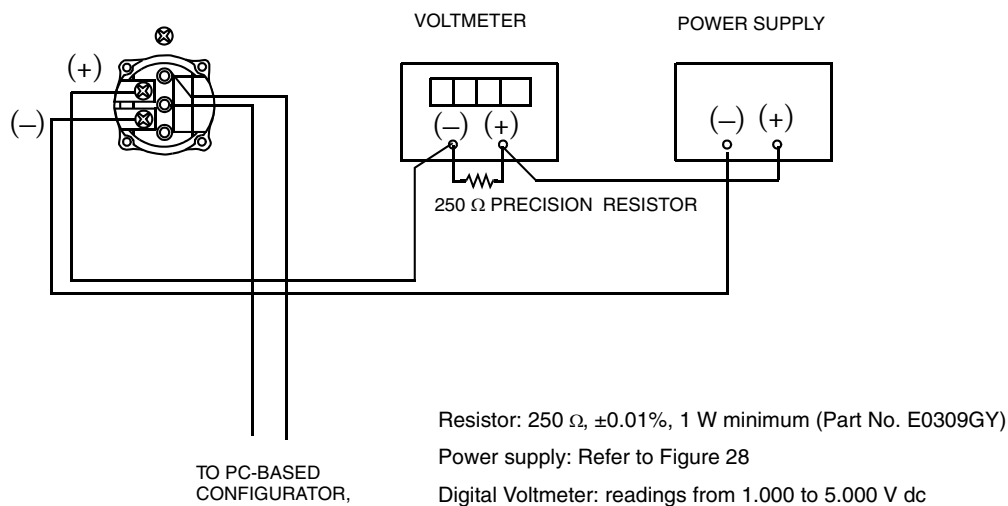 VOLTMETER
POWER SUPPLY
(+)
(–)
(–) (+)
(–) (+)
250 Ω PRECISION RESISTOR
Resistor: 250 Ω, ±0.01%, 1 W minimum (Part No. E0309GY)
Power supply: Refer to Figure 28
Digital Voltmeter: readings from 1.000 to 5.000 V dc
TO PC-BASED
CONFIGURATOR,